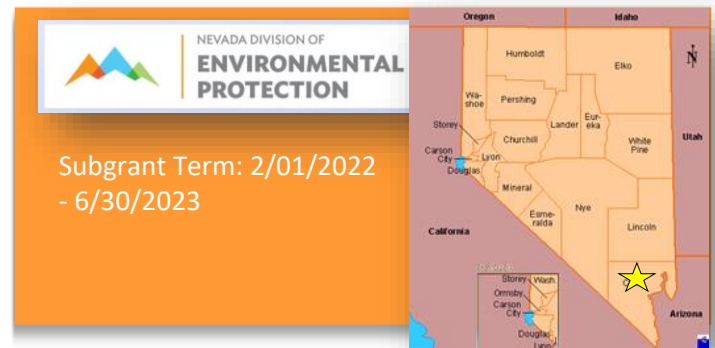 NEVADA DIVISION OF
ENVIRONMENTAL
PROTECTION
Subgrant Term: 2/01/2022
- 6/30/2023
Oregon
Idaho
Humboldt
Elko
N
Wa-
shoe
Pershing
Storey
Lander
Eur-
eka
Churchill
White
Pine
Utah
Carson
City
Lyon
Douglas
Mineral
Nye
Esme-
ralda
Lincoln
California
Storey
Wash.
Ormsby
Carson
City
Arizona
Douglas
Lyon